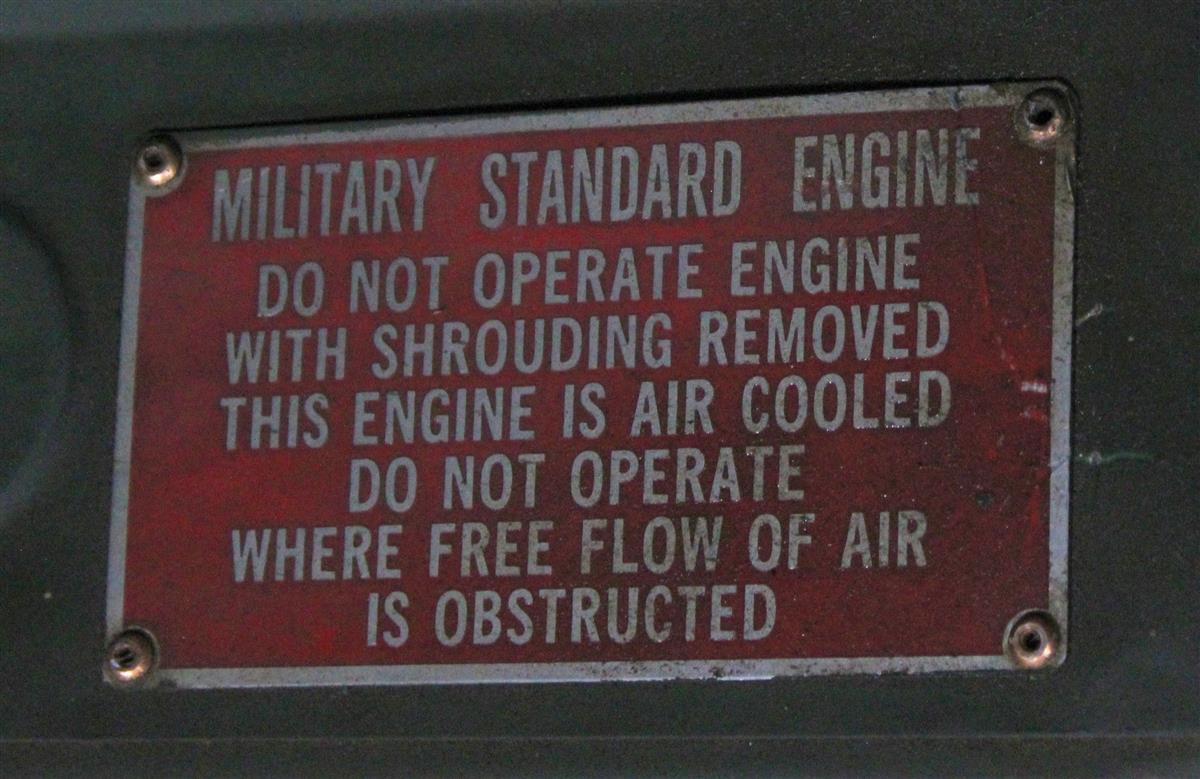 MILITARY STANDARD ENGINE
DO NOT OPERATE ENGINE
WITH SHROUDING REMOVED
THIS ENGINE IS AIR COOLED
DO NOT OPERATE
WHERE FREE FLOW OF AIR
IS OBSTRUCTED